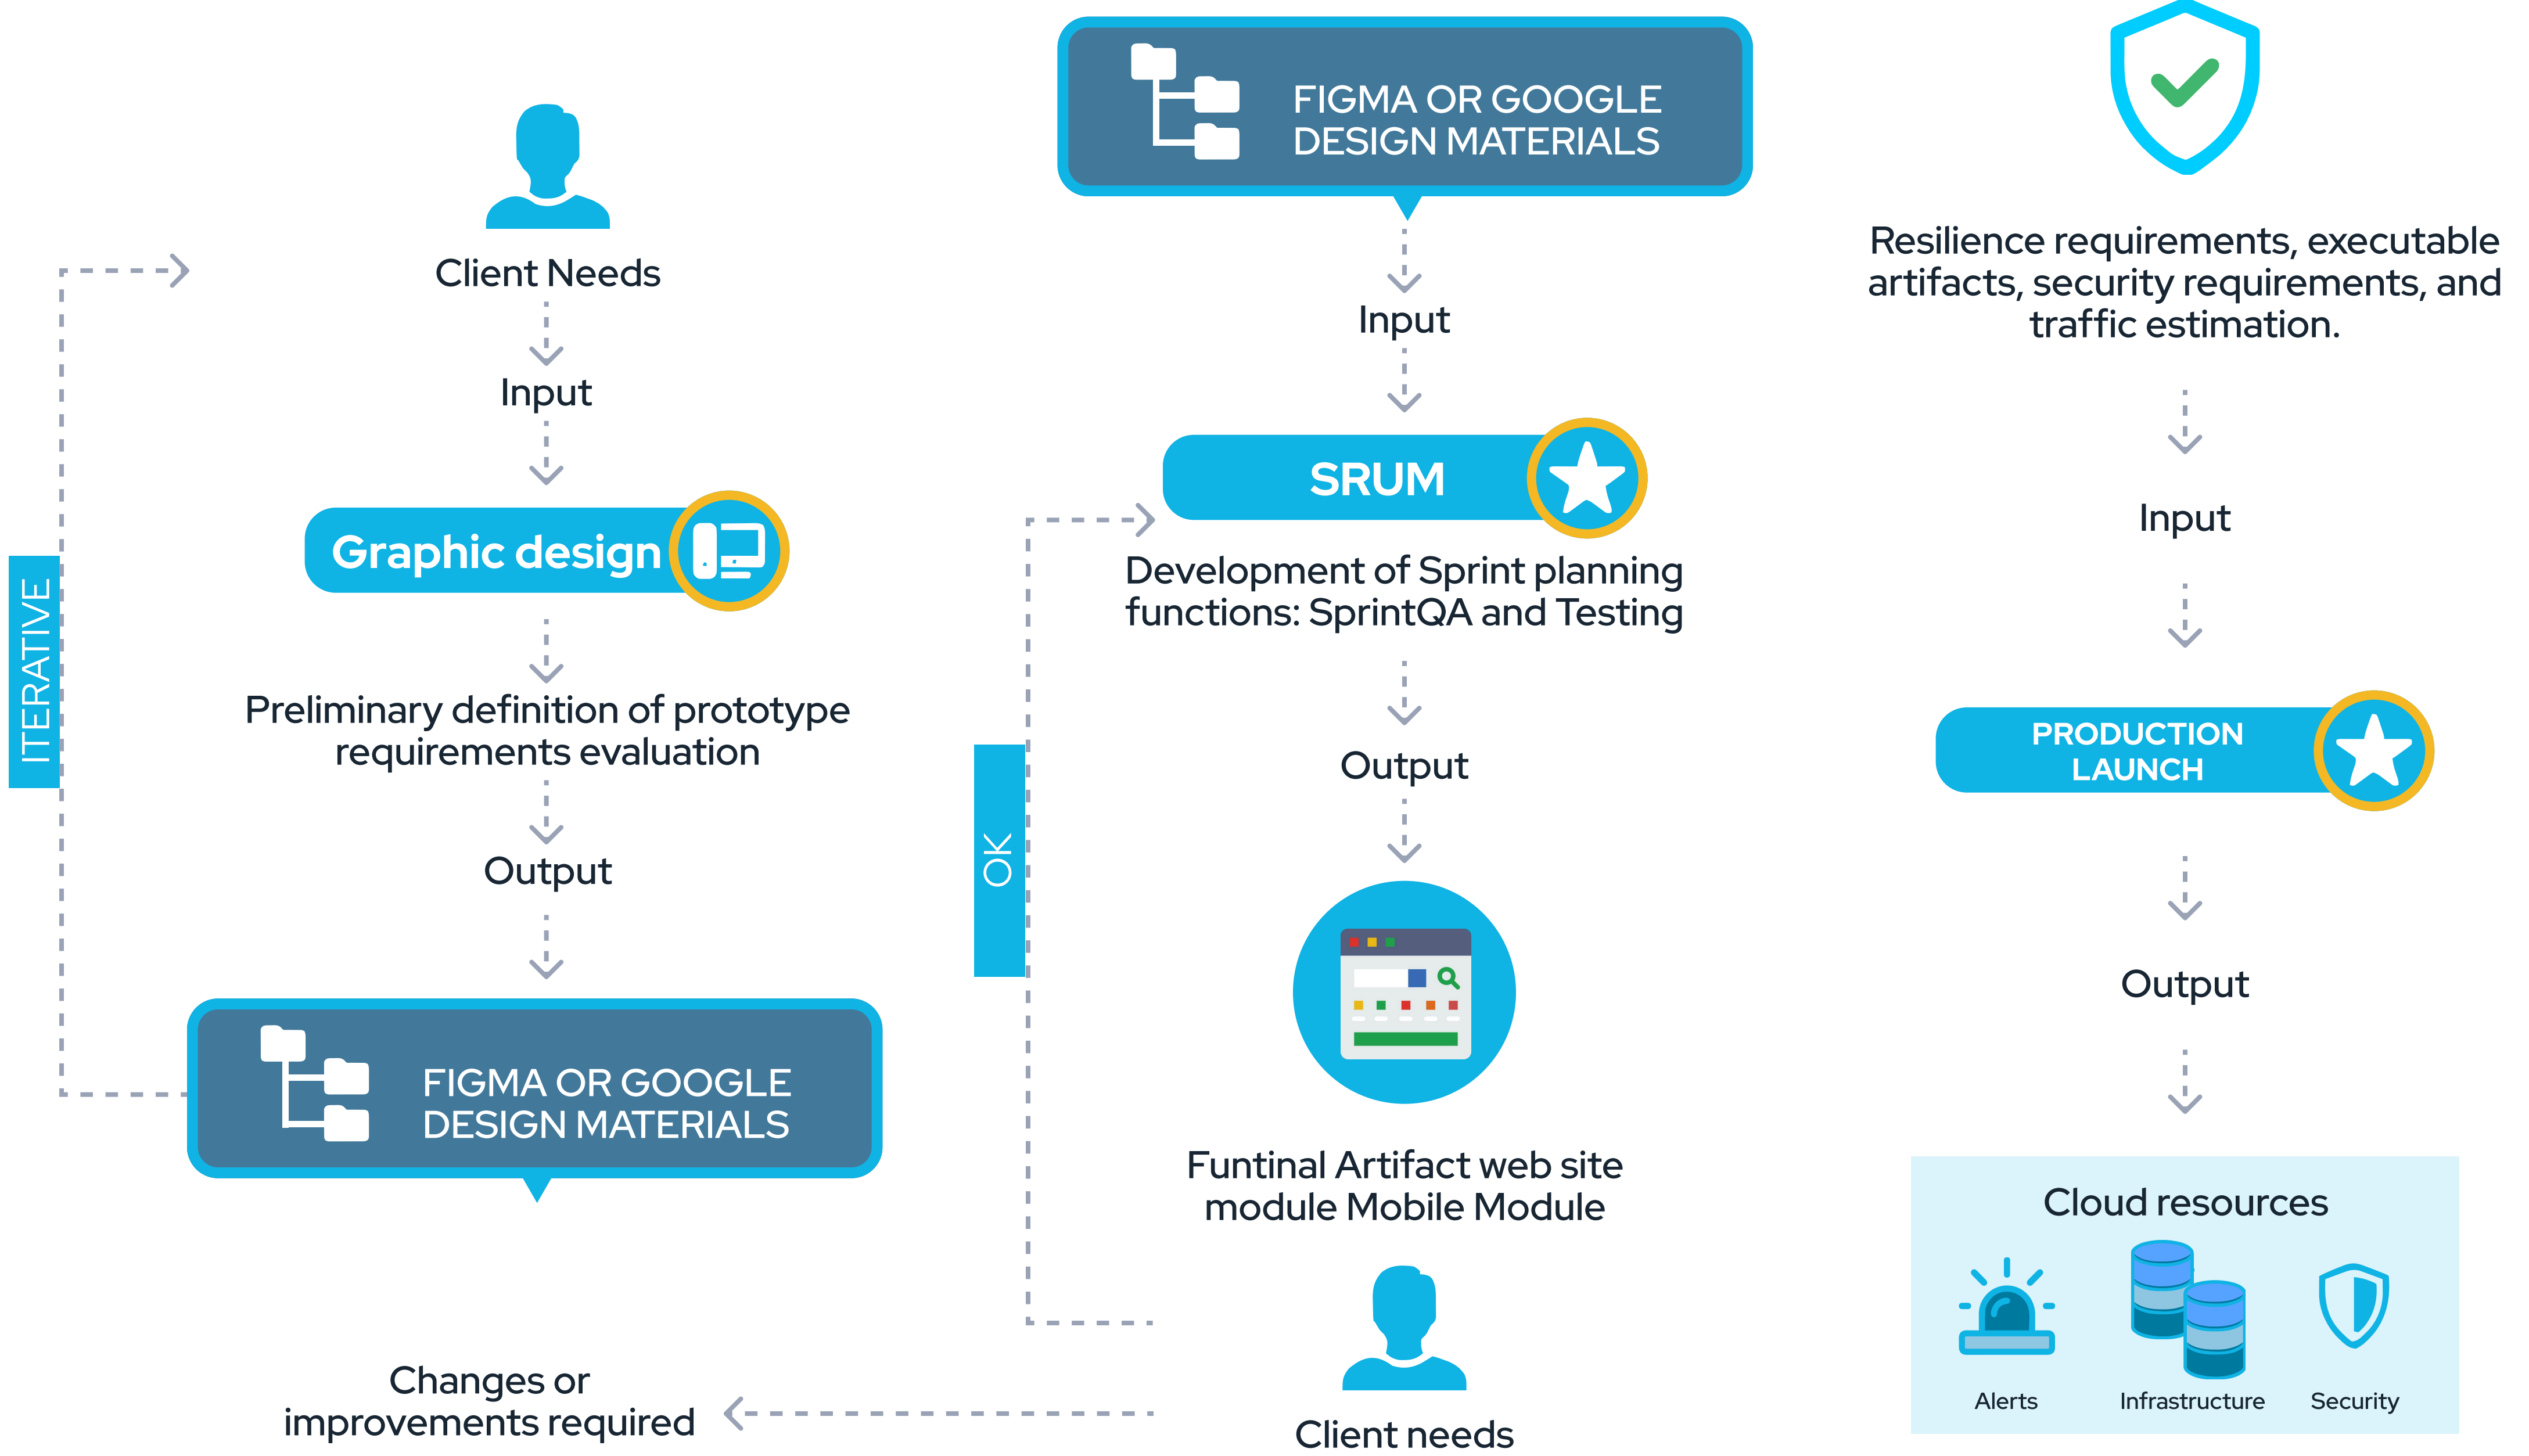 Client Needs
Input
Graphic design
Preliminary definition of prototype
requirements evaluation
Output
FIGMA OR GOOGLE
DESIGN MATERIALS
ITERATIVE
Changes or
improvements required
FIGMA OR GOOGLE
DESIGN MATERIALS
Input
SRUM
Development of Sprint planning
functions: SprintQA and Testing
Output
OK
Funtinal Artifact web site
module Mobile Module
Client needs
Resilience requirements, executable
artifacts, security requirements, and
traffic estimation.
Input
PRODUCTION
LAUNCH
Output
Cloud resources
Alerts
Infrastructure
Security